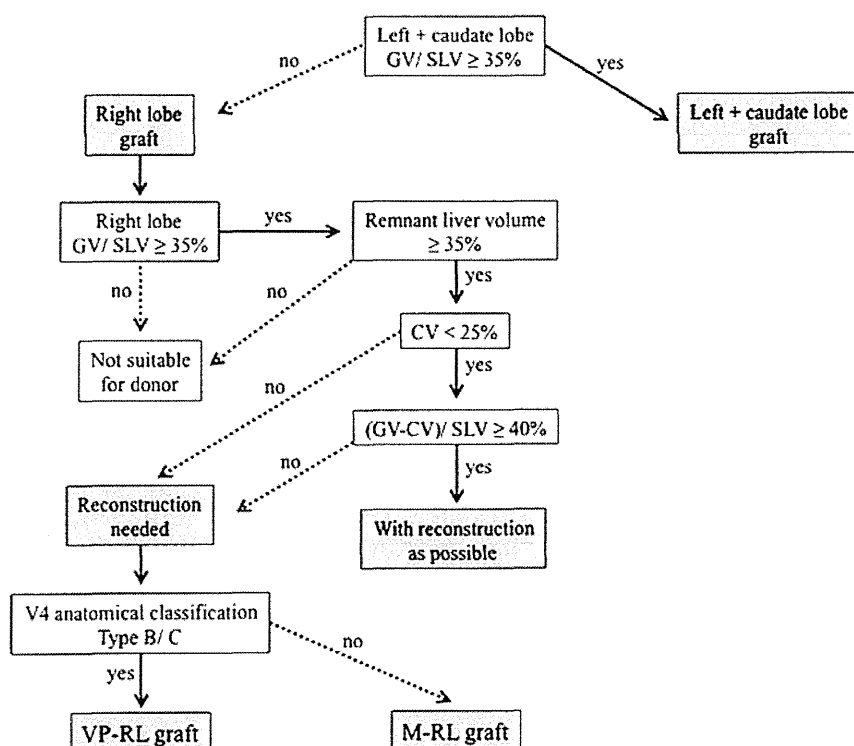 Left + caudate lobe
GV/ SLV ≥ 35%
no
yes
Right lobe
graft
Left + caudate lobe
graft
Right lobe
GV/ SLV ≥ 35%
yes
Remnant liver volume
≥ 35%
no
no
yes
Not suitable
for donor
CV < 25%
no
yes
(GV-CV)/ SLV ≥ 40%
no
yes
Reconstruction
needed
With reconstruction
as possible
V4 anatomical classification
Type B/ C
no
yes
VP-RL graft
M-RL graft